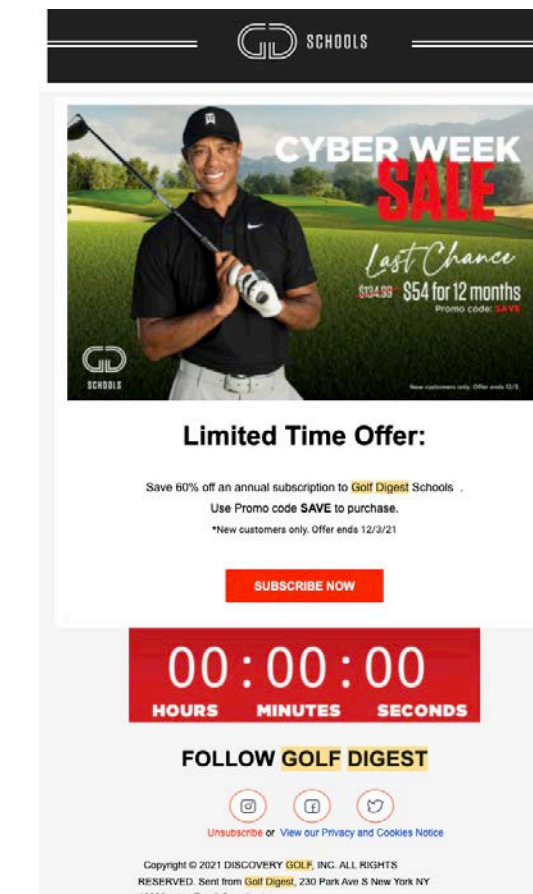 GD SCHOOLS
CYBER WEEK
SALE
Last Chance
$134.99 $54 for 12 months
Promo code: SAVE
GD
SCHOOLS
New customers only. Offer ends 12/3.
Limited Time Offer:
Save 60% off an annual subscription to Golf Digest Schools .
Use Promo code SAVE to purchase.
*New customers only. Offer ends 12/3/21
SUBSCRIBE NOW
00 : 00 : 00
HOURS MINUTES SECONDS
FOLLOW GOLF DIGEST
Unsubscribe or View our Privacy and Cookies Notice
Copyright © 2021 DISCOVERY GOLF, INC. ALL RIGHTS
RESERVED. Sent from Golf Digest, 230 Park Ave S New York NY